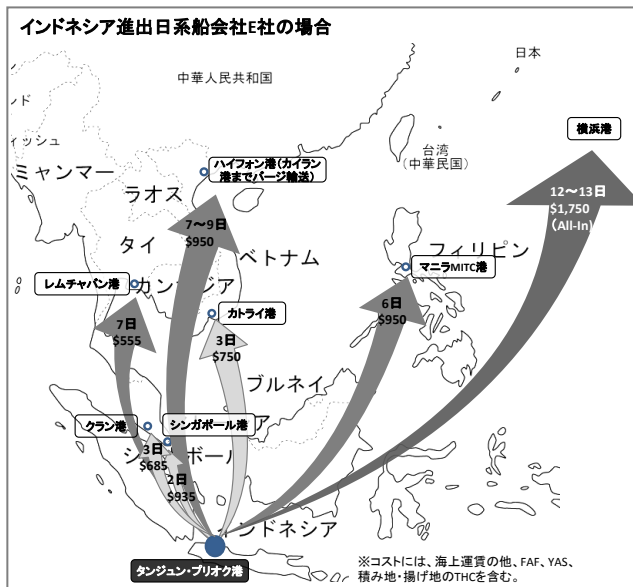 インドネシア進出日系船会社E社の場合
日本
中華人民共和国
横浜港
台湾
（中華民国）
ンド
ィッシュ
ミャンマー
ハイフォン港（カイラン
港までバージ輸送）
ラオス
12～13日
$1,750
（All-In）
7～9日
$950
タイ
ベトナム
フィリピン
マニラMITC港
レムチャバン港
カンボジア
カトライ港
6日
$950
7日
$555
3日
$750
ブルネイ
クラン港
シンガポール港
ア
3日
$685
シンガポール
2日
$935
インドネシア
タンジュン・プリオク港
※コストには、海上運賃の他、FAF、YAS、
積み地・揚げ地のTHCを含む。